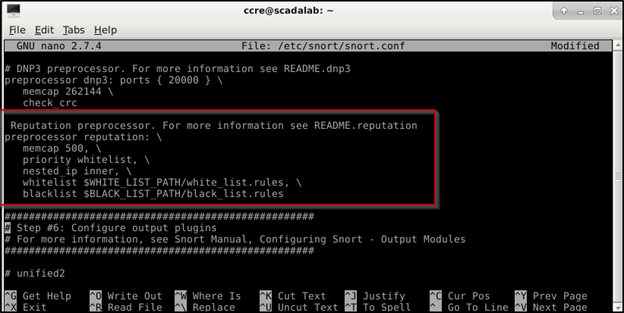 ccre@scadalab: ~
File Edit Tabs Help
GNU nano 2.7.4 File: /etc/snort/snort.conf Modified
# DNP3 preprocessor. For more information see README.dnp3
preprocessor dnp3: ports { 20000 } \
memcap 262144 \
check_crc
Reputation preprocessor. For more information see README.reputation
preprocessor reputation: \
memcap 500, \
priority whitelist, \
nested_ip inner, \
whitelist $WHITE_LIST_PATH/white_list.rules, \
blacklist $BLACK_LIST_PATH/black_list.rules
###################################################
# Step #6: Configure output plugins
# For more information, see Snort Manual, Configuring Snort - Output Modules
###################################################
# unified2
^G Get Help ^O Write Out ^W Where Is ^K Cut Text ^J Justify ^C Cur Pos ^Y Prev Page
^X Exit ^R Read File ^\ Replace ^U Uncut Text ^T To Spell ^_ Go To Line ^V Next Page